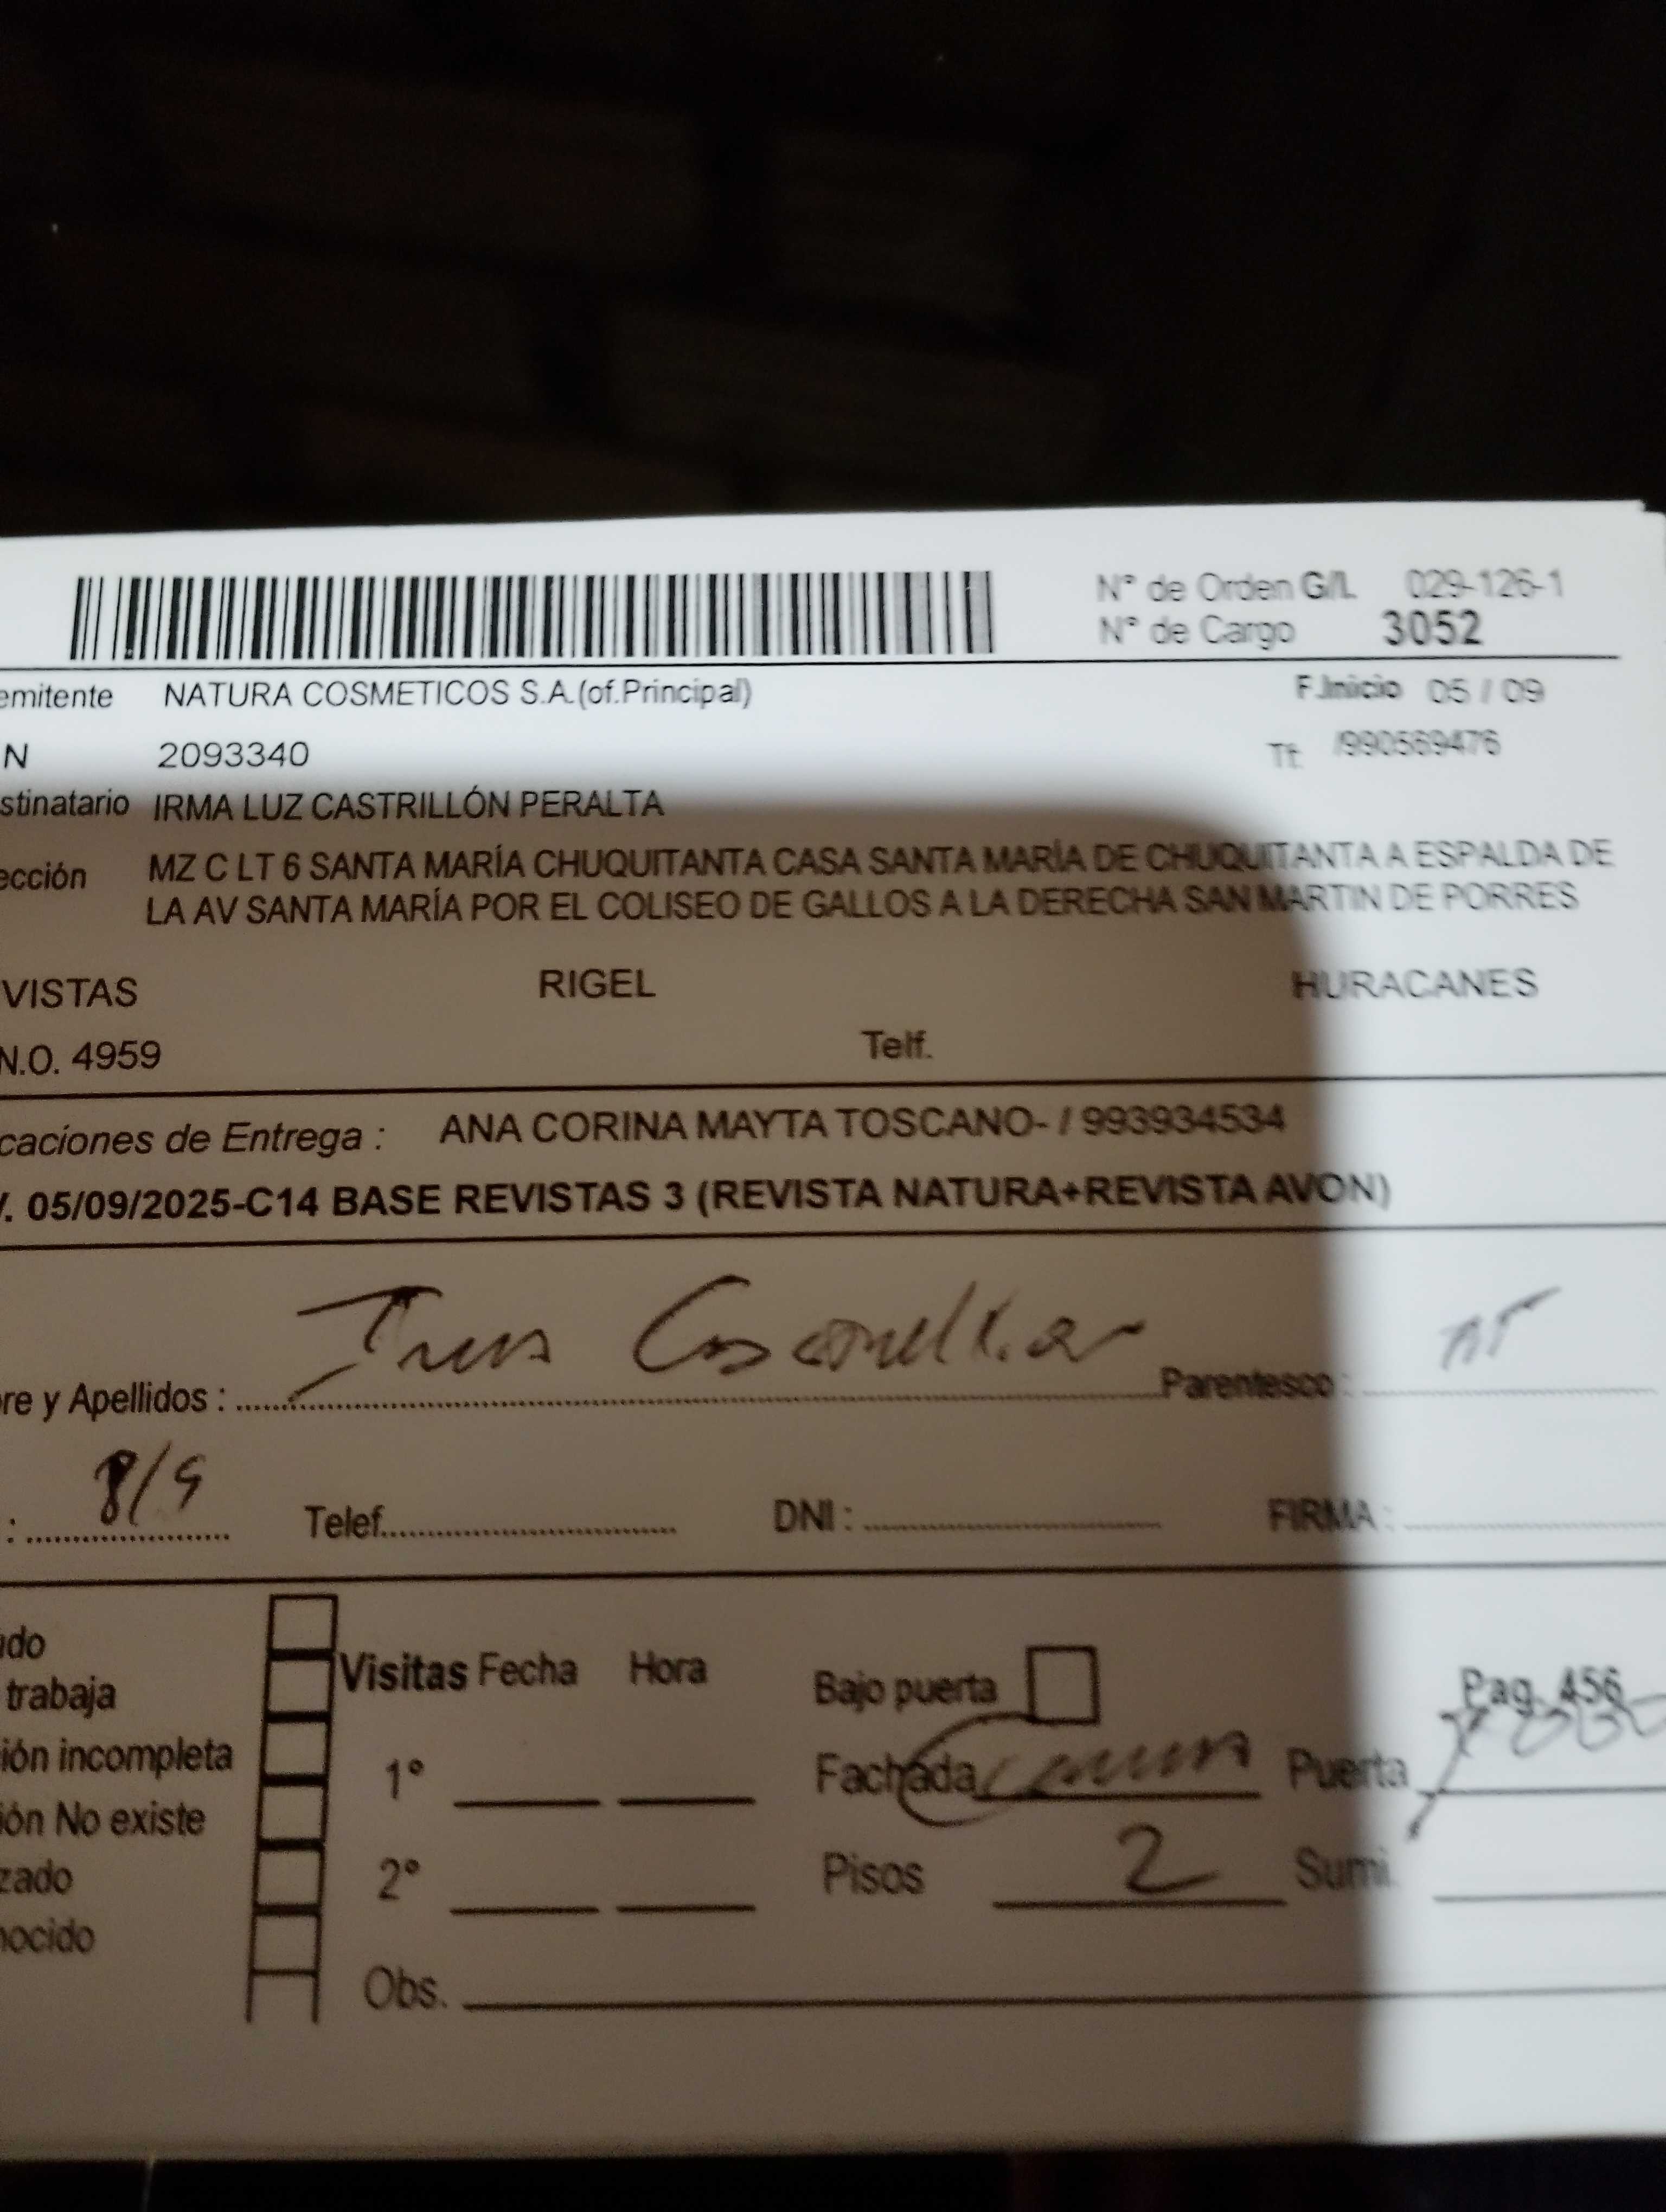 N° de Orden G/L 029-126-1
N° de Cargo 3052
emitente NATURA COSMETICOS S.A.(of.Principal) F.Inicio 05 / 09
N 2093340 Tf: /990569476
stinatario IRMA LUZ CASTRILLÓN PERALTA
ección MZ C LT 6 SANTA MARÍA CHUQUITANTA CASA SANTA MARÍA DE CHUQUITANTA A ESPALDA DE
LA AV SANTA MARÍA POR EL COLISEO DE GALLOS A LA DERECHA SAN MARTIN DE PORRES
VISTAS RIGEL HURACANES
N.O. 4959 Telf.
caciones de Entrega : ANA CORINA MAYTA TOSCANO- / 993934534
/. 05/09/2025-C14 BASE REVISTAS 3 (REVISTA NATURA+REVISTA AVON)
re y Apellidos : Parentesco :
: 8/9 Telef. DNI : FIRMA :
do
trabaja
ión incompleta
ión No existe
zado
nocido
Visitas Fecha Hora
1°
2°
Obs.
Bajo puerta Pag. 456
Fachada Puerta
Pisos 2 Sumi.